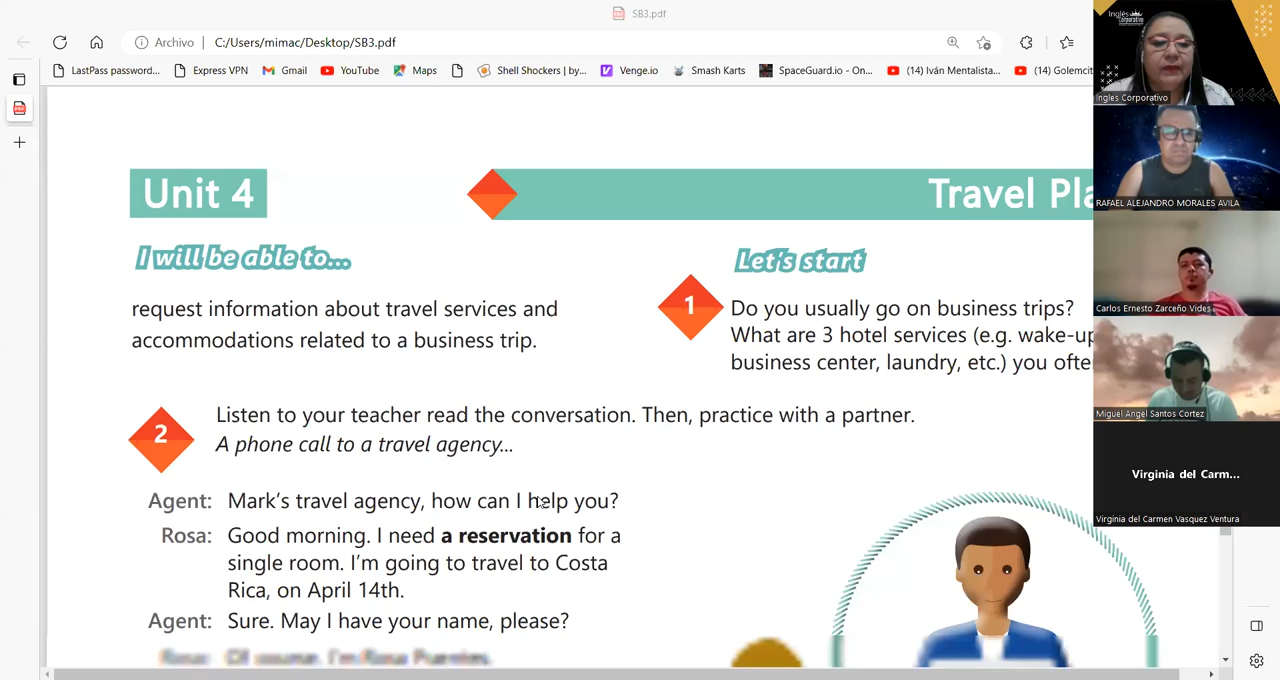 SB3.pdf
Archivo | C:/Users/mimac/Desktop/SB3.pdf
LastPass password... Express VPN Gmail YouTube Maps Shell Shockers | by... Venge.io Smash Karts SpaceGuard.io - On... (14) Iván Mentalista... (14) Golemcit
Unit 4
Travel Pla
I will be able to...
request information about travel services and
accommodations related to a business trip.
Let's start
1
Do you usually go on business trips?
What are 3 hotel services (e.g. wake-up
business center, laundry, etc.) you ofte
2
Listen to your teacher read the conversation. Then, practice with a partner.
A phone call to a travel agency...
Agent: Mark's travel agency, how can I help you?
Rosa: Good morning. I need a reservation for a
single room. I'm going to travel to Costa
Rica, on April 14th.
Agent: Sure. May I have your name, please?
Rosa: Of course. I'm Rosa Puentes.
Inglés
Corporativo
Ingles Corporativo
RAFAEL ALEJANDRO MORALES AVILA
Carlos Ernesto Zarceño Vides
Miguel Angel Santos Cortez
Virginia del Carm...
Virginia del Carmen Vasquez Ventura